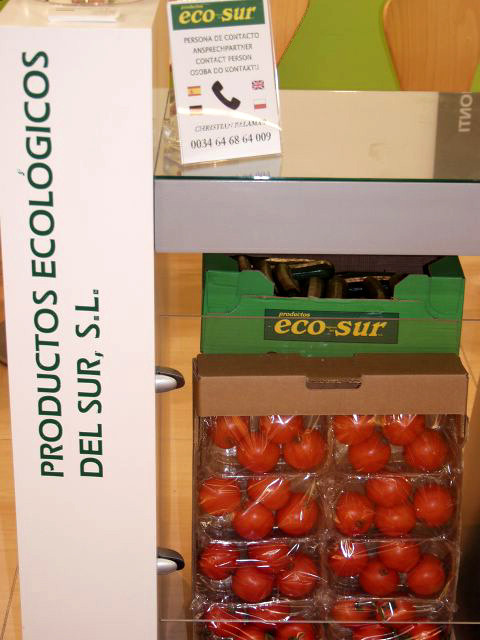 productos
eco-sur
PERSONA DE CONTACTO
ANSPRECHPARTNER
CONTACT PERSON
OSOBA DO KONTAKTU
CHRISTIAN
0034 64 68 64 009
PRODUCTOS ECOLÓGICOS
DEL SUR, S.L.
productos
eco-sur